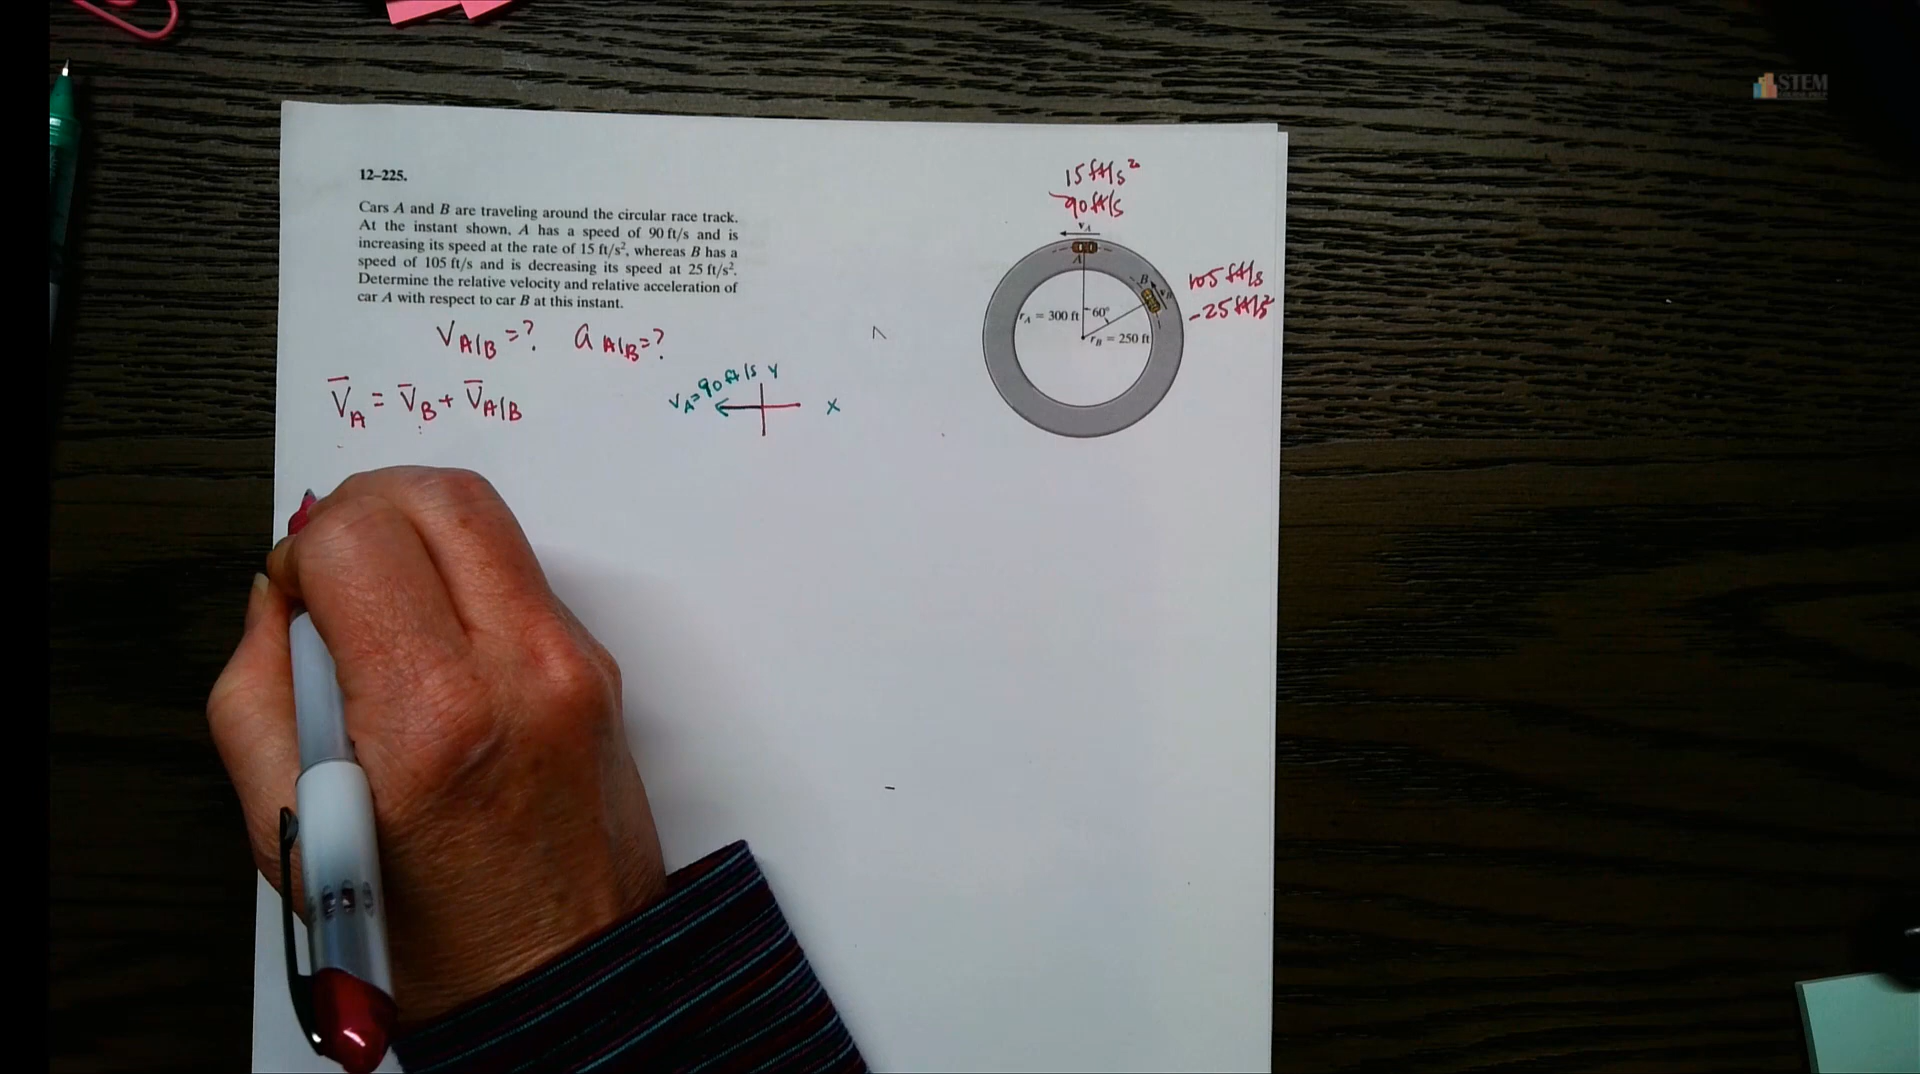 STEM
12–225.
Cars A and B are traveling around the circular race track.
At the instant shown, A has a speed of 90 ft/s and is
increasing its speed at the rate of 15 ft/s², whereas B has a
speed of 105 ft/s and is decreasing its speed at 25 ft/s².
Determine the relative velocity and relative acceleration of
car A with respect to car B at this instant.
V A/B = ? a A/B = ?
V̄A = V̄B + V̄A/B
VA = 90 ft/s Y
X
15 ft/s²
90 ft/s
vA
A
B
105 ft/s
-25 ft/s²
rA = 300 ft
60°
rB = 250 ft